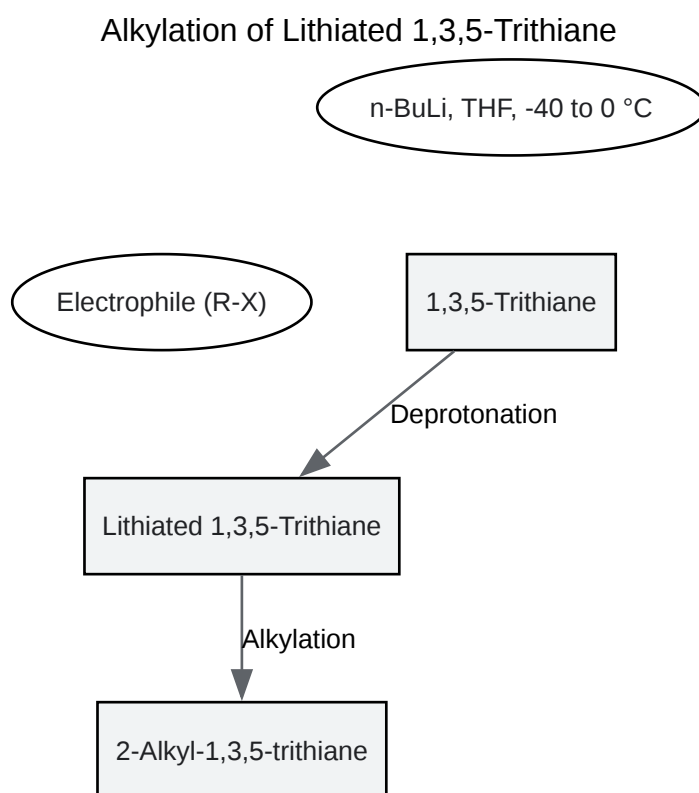 Alkylation of Lithiated 1,3,5-Trithiane
n-BuLi, THF, -40 to 0 °C
Electrophile (R-X)
1,3,5-Trithiane
Deprotonation
Lithiated 1,3,5-Trithiane
Alkylation
2-Alkyl-1,3,5-trithiane